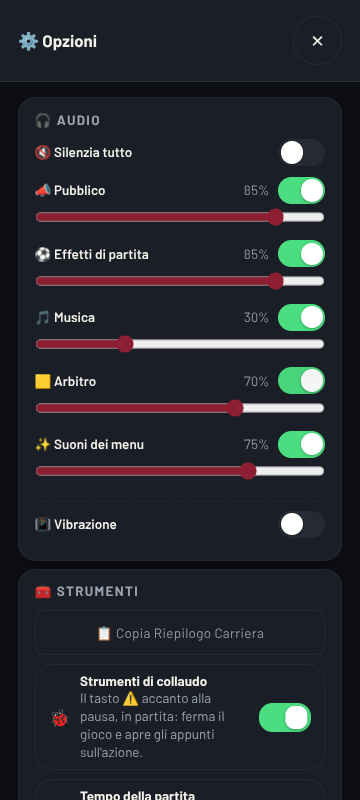 ⚙️ Opzioni
✕
🎧 AUDIO
🔇 Silenzia tutto
📣 Pubblico 85%
⚽ Effetti di partita 85%
🎵 Musica 30%
🟨 Arbitro 70%
✨ Suoni dei menu 75%
📳 Vibrazione
🧰 STRUMENTI
📋 Copia Riepilogo Carriera
Strumenti di collaudo
Il tasto ⚠️ accanto alla
pausa, in partita: ferma il
gioco e apre gli appunti
sull'azione.
Tempo della partita